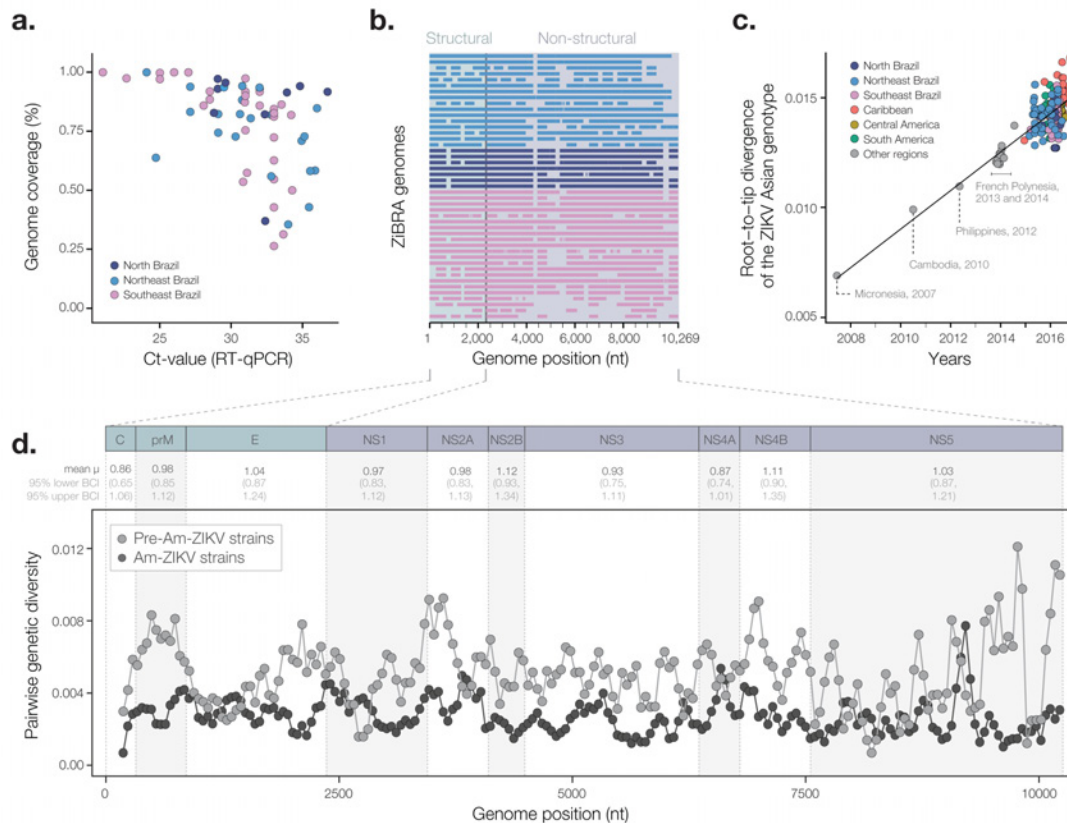 a.
Genome coverage (%)
1.00
0.75
0.50
0.25
0.00
North Brazil
Northeast Brazil
Southeast Brazil
25
30
35
Ct-value (RT-qPCR)
b.
Structural
Non-structural
ZiBRA genomes
1
2,000
4,000
6,000
8,000
10,269
Genome position (nt)
c.
Root-to-tip divergence
of the ZIKV Asian genotype
0.015
0.010
0.005
North Brazil
Northeast Brazil
Southeast Brazil
Caribbean
Central America
South America
Other regions
French Polynesia,
2013 and 2014
Philippines, 2012
Cambodia, 2010
Micronesia, 2007
2008
2010
2012
2014
2016
Years
d.
C prM E NS1 NS2A NS2B NS3 NS4A NS4B NS5
mean μ 0.86 0.98 1.04 0.97 0.98 1.12 0.93 0.87 1.11 1.03
95% lower BCI (0.65 (0.85 (0.87 (0.83, (0.83, (0.93, (0.75, (0.74, (0.90, (0.87,
95% upper BCI 1.06) 1.12) 1.24) 1.12) 1.13) 1.34) 1.11) 1.01) 1.35) 1.21)
Pairwise genetic diversity
0.012
0.008
0.004
0.00
Pre-Am-ZIKV strains
Am-ZIKV strains
0
2500
5000
7500
10000
Genome position (nt)